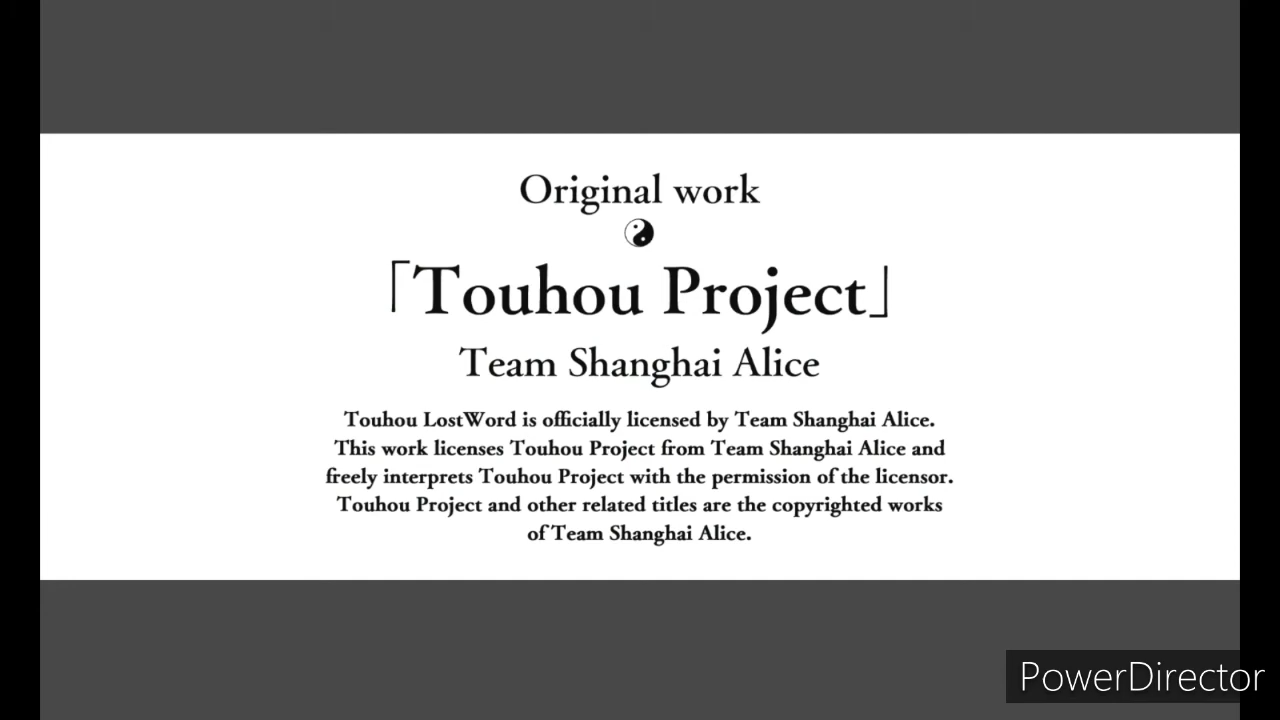 Original work
「Touhou Project」
Team Shanghai Alice
Touhou LostWord is officially licensed by Team Shanghai Alice.
This work licenses Touhou Project from Team Shanghai Alice and
freely interprets Touhou Project with the permission of the licensor.
Touhou Project and other related titles are the copyrighted works
of Team Shanghai Alice.
PowerDirector